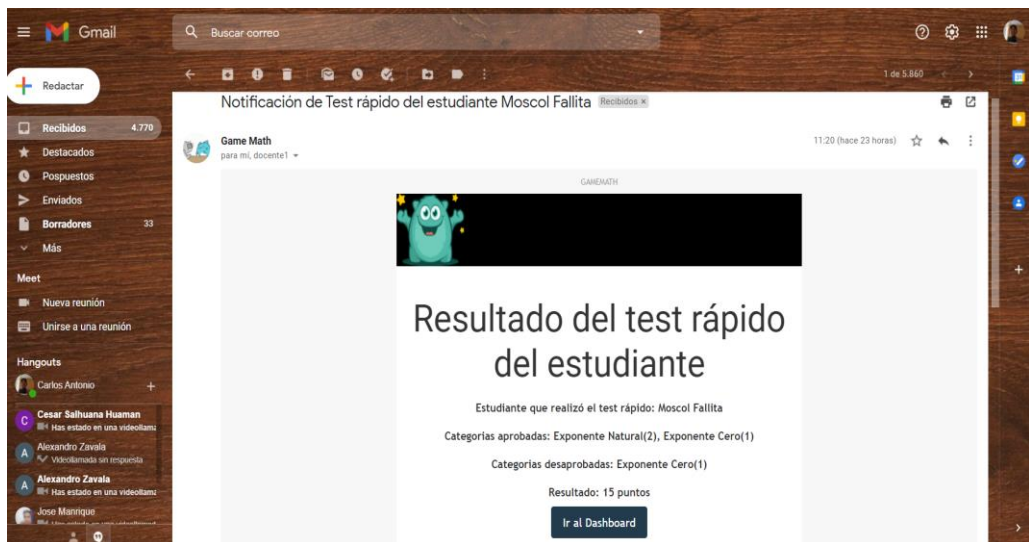 Gmail
Buscar correo
Redactar
1 de 5.860
Notificación de Test rápido del estudiante Moscol Fallita Recibidos ×
Recibidos 4.770
Destacados
Pospuestos
Enviados
Borradores 33
Más
Game Math
para mí, docente1
11:20 (hace 23 horas)
GAMEMATH
Resultado del test rápido
del estudiante
Estudiante que realizó el test rápido: Moscol Fallita
Categorias aprobadas: Exponente Natural(2), Exponente Cero(1)
Categorias desaprobadas: Exponente Cero(1)
Resultado: 15 puntos
Ir al Dashboard
Meet
Nueva reunión
Unirse a una reunión
Hangouts
Carlos Antonio
C
Cesar Salhuana Huaman
Has estado en una videollama
A
Alexandro Zavala
Videollamada sin respuesta
A
Alexandro Zavala
Has estado en una videollama
Jose Manrique